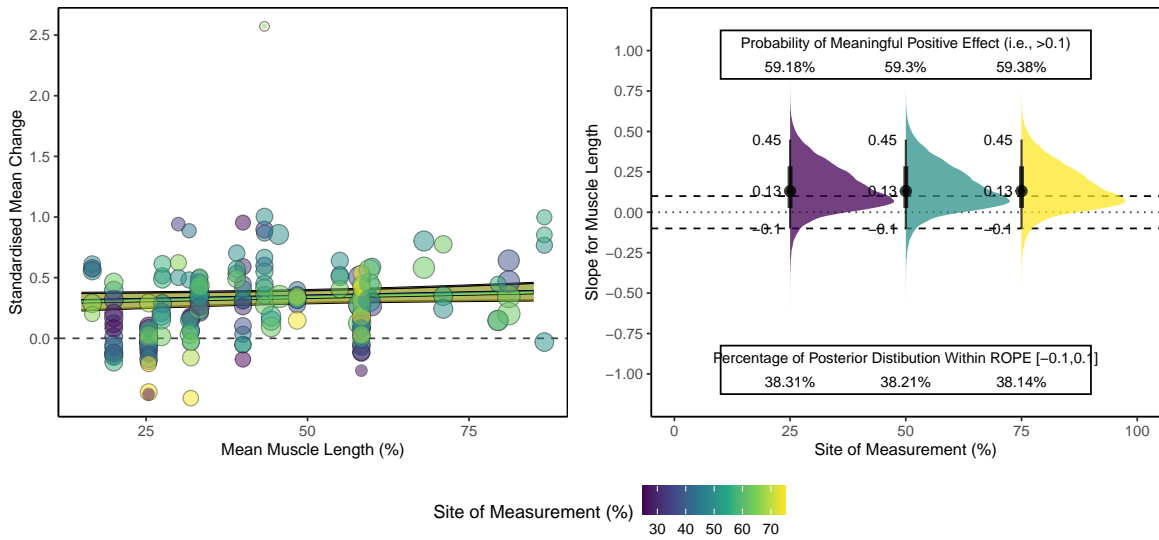 2.5
2.0
1.5
1.0
0.5
0.0
Standardised Mean Change
25
50
75
Mean Muscle Length (%)
1.00
0.75
0.50
0.25
0.00
−0.25
−0.50
−0.75
−1.00
Slope for Muscle Length
Probability of Meaningful Positive Effect (i.e., >0.1)
59.18% 59.3% 59.38%
0.45 0.45 0.45
0.13 0.13 0.13
−0.1 −0.1 −0.1
Percentage of Posterior Distibution Within ROPE [−0.1,0.1]
38.31% 38.21% 38.14%
0 25 50 75 100
Site of Measurement (%)
Site of Measurement (%)
30 40 50 60 70